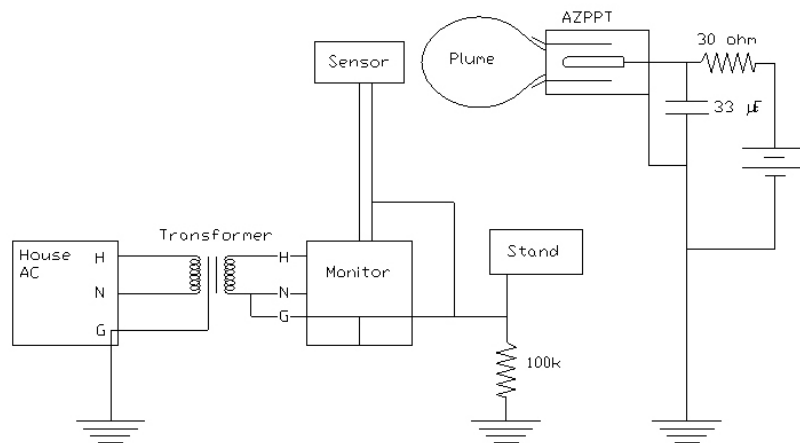 AZPPT
30 ohm
Sensor
Plume
33 µF
Transformer
House
AC
H
N
G
H
N
G
Monitor
Stand
100k